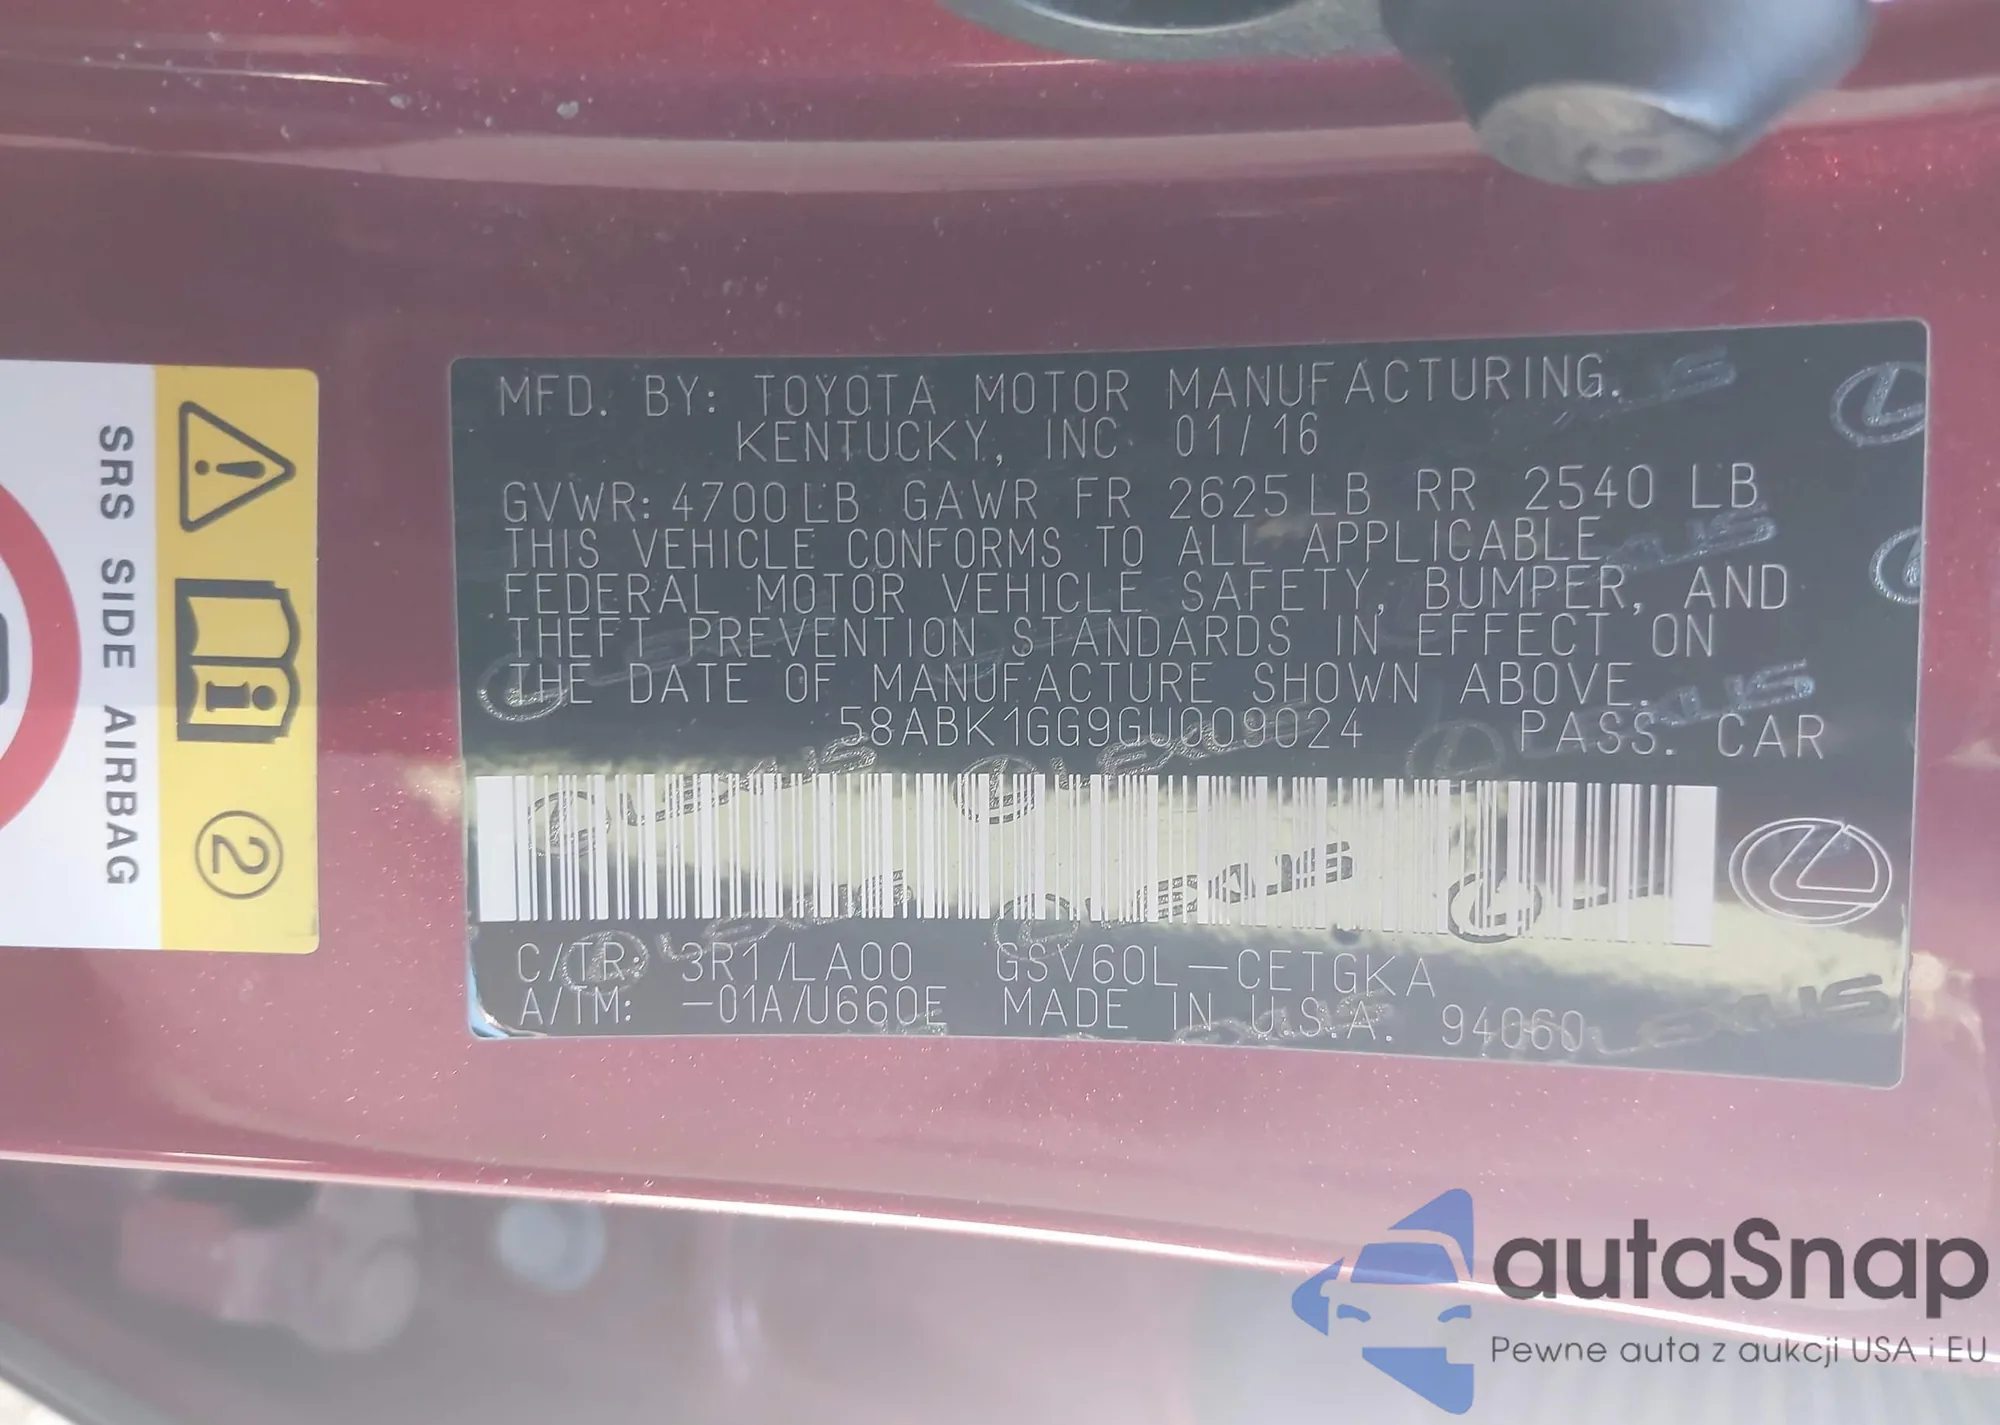 MFD. BY: TOYOTA MOTOR MANUFACTURING.
KENTUCKY, INC 01/16
GVWR: 4700LB GAWR FR 2625LB RR 2540 LB
THIS VEHICLE CONFORMS TO ALL APPLICABLE
FEDERAL MOTOR VEHICLE SAFETY, BUMPER, AND
THEFT PREVENTION STANDARDS IN EFFECT ON
THE DATE OF MANUFACTURE SHOWN ABOVE.
58ABK1GG9GU009024 PASS. CAR
C/TR: 3R1/LA00 GSV60L-CETGKA
A/TM: -01A/U660E MADE IN U.S.A. 94060
SRS SIDE AIRBAG
2
LEXUS
autaSnap
Pewne auta z aukcji USA i EU